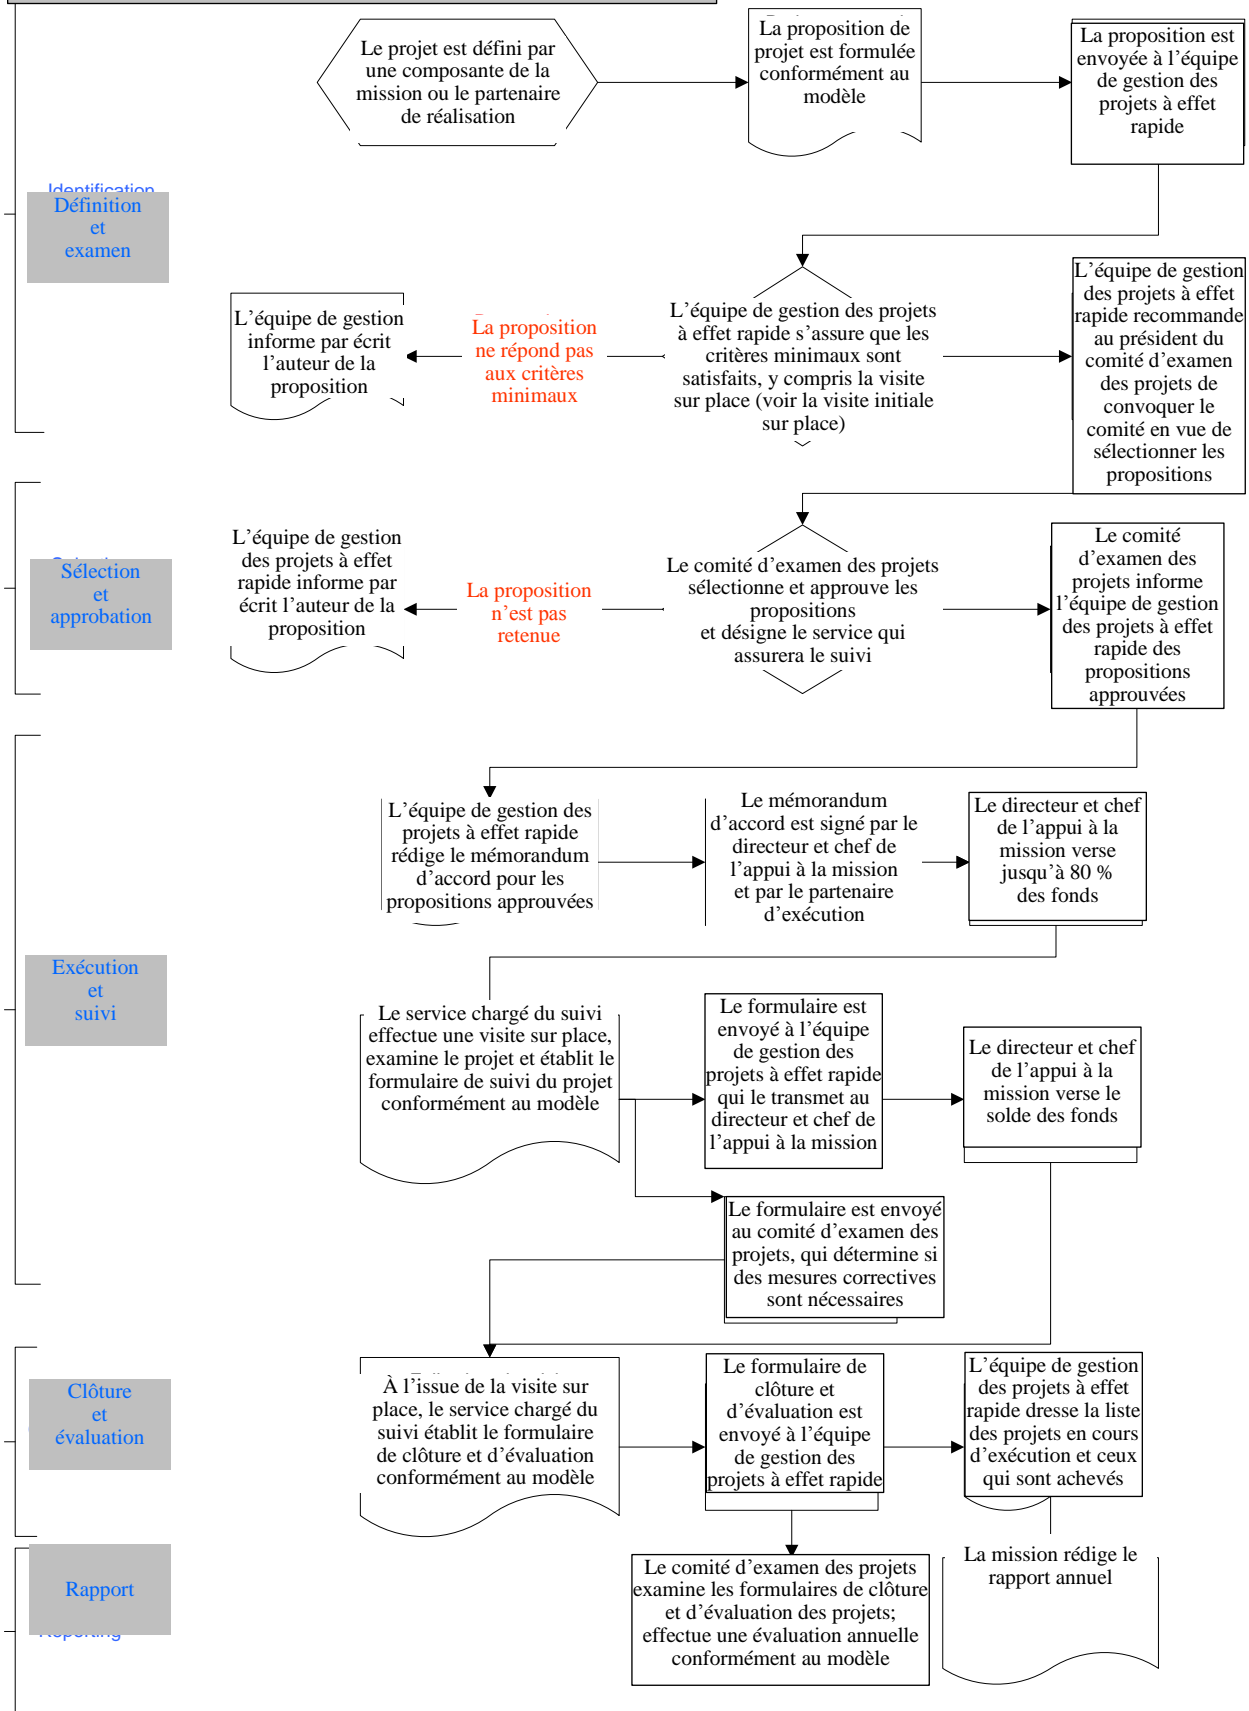 Le projet est défini par
une composante de la
mission ou le partenaire
de réalisation
La proposition de
projet est formulée
conformément au
modèle
La proposition est
envoyée à l’équipe
de gestion des
projets à effet
rapide
Identification
Définition
et
examen
L’équipe de gestion
informe par écrit
l’auteur de la
proposition
La proposition
ne répond pas
aux critères
minimaux
L’équipe de gestion des projets
à effet rapide s’assure que les
critères minimaux sont
satisfaits, y compris la visite
sur place (voir la visite initiale
sur place)
L’équipe de gestion
des projets à effet
rapide recommande
au président du
comité d’examen
des projets de
convoquer le
comité en vue de
sélectionner les
propositions
Sélection
et
approbation
L’équipe de gestion
des projets à effet
rapide informe par
écrit l’auteur de la
proposition
La proposition
n’est pas
retenue
Le comité d’examen des projets
sélectionne et approuve les
propositions
et désigne le service qui
assurera le suivi
Le comité
d’examen des
projets informe
l’équipe de gestion
des projets à effet
rapide des
propositions
approuvées
Exécution
et
suivi
L’équipe de gestion des
projets à effet rapide
rédige le mémorandum
d’accord pour les
propositions approuvées
Le mémorandum
d’accord est signé par le
directeur et chef de
l’appui à la mission
et par le partenaire
d’exécution
Le directeur et chef
de l’appui à la
mission verse
jusqu’à 80 %
des fonds
Le service chargé du suivi
effectue une visite sur place,
examine le projet et établit le
formulaire de suivi du projet
conformément au modèle
Le formulaire est
envoyé à l’équipe
de gestion des
projets à effet rapide
qui le transmet au
directeur et chef de
l’appui à la mission
Le directeur et chef
de l’appui à la
mission verse le
solde des fonds
Le formulaire est envoyé
au comité d’examen des
projets, qui détermine si
des mesures correctives
sont nécessaires
Clôture
et
évaluation
À l’issue de la visite sur
place, le service chargé du
suivi établit le formulaire
de clôture et d’évaluation
conformément au modèle
Le formulaire de
clôture et
d’évaluation est
envoyé à l’équipe
de gestion des
projets à effet rapide
L’équipe de gestion
des projets à effet
rapide dresse la liste
des projets en cours
d’exécution et ceux
qui sont achevés
Rapport
Reporting
Le comité d’examen des projets
examine les formulaires de clôture
et d’évaluation des projets;
effectue une évaluation annuelle
conformément au modèle
La mission rédige le
rapport annuel